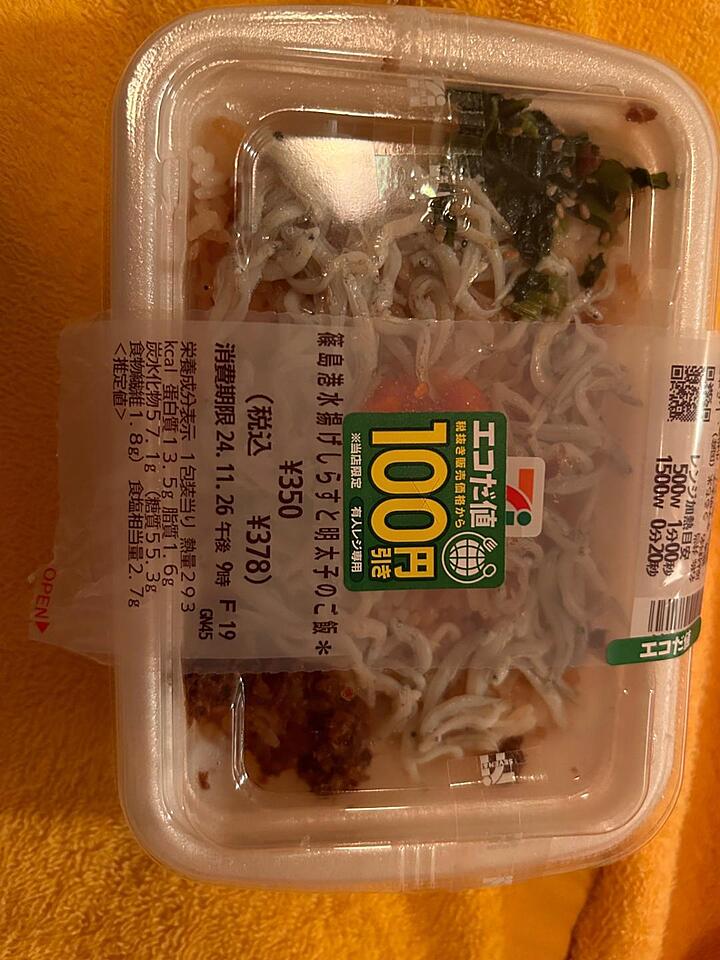 篠島港水揚げしらすと明太子のご飯*
¥350
(税込 ¥378)
消費期限 24.11.26 午後 9時 F19
QN45
栄養成分表示 1包装当り 熱量293
kcal 蛋白質13.5g 脂質1.6g
炭水化物57.1g (糖質55.3g
食物繊維1.8g) 食塩相当量2.7g
<推定値>
エコだ値
税抜き販売価格から
100円引き
※当店限定 有人レジ専用
レンジ加熱目安
500W 1分00秒
1500W 0分20秒
OPEN▶